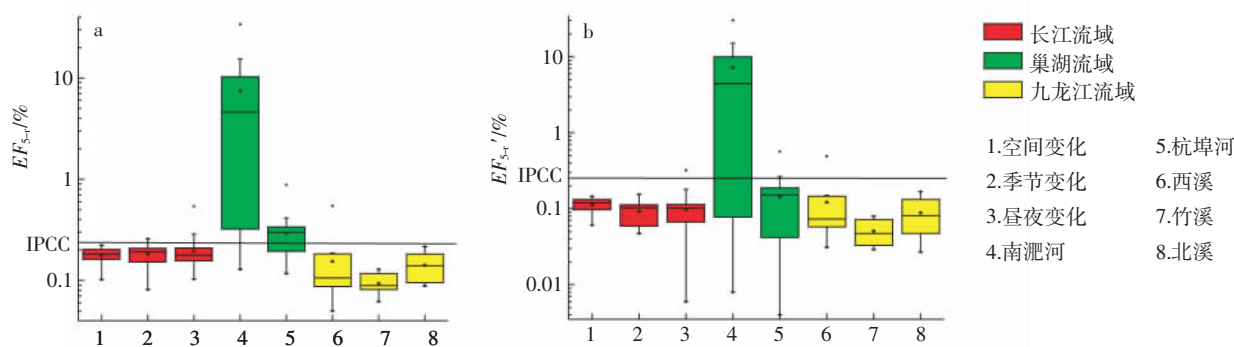 a
EF5-r/%
10
1
IPCC
0.1
1 2 3 4 5 6 7 8
b
EF5-r'/%
10
1
IPCC
0.1
0.01
1 2 3 4 5 6 7 8
长江流域
巢湖流域
九龙江流域
1.空间变化 5.杭埠河
2.季节变化 6.西溪
3.昼夜变化 7.竹溪
4.南淝河 8.北溪